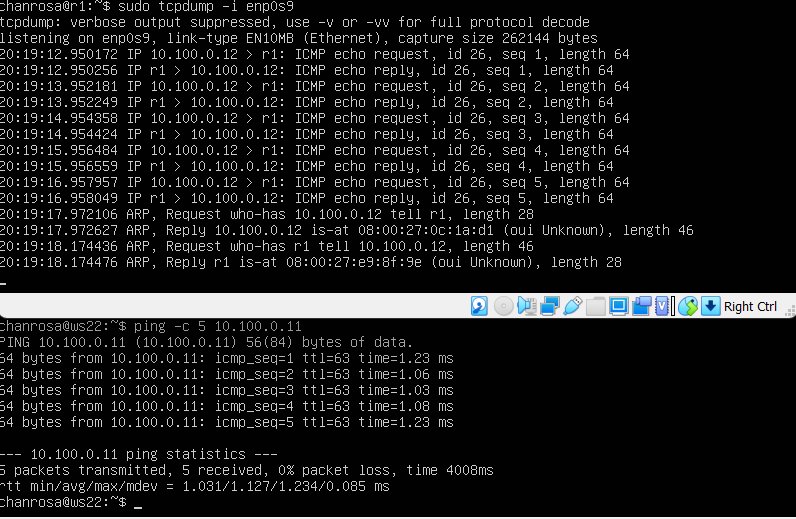 chanrosa@r1:~$ sudo tcpdump -i enp0s9
tcpdump: verbose output suppressed, use -v or -vv for full protocol decode
listening on enp0s9, link-type EN10MB (Ethernet), capture size 262144 bytes
20:19:12.950172 IP 10.100.0.12 > r1: ICMP echo request, id 26, seq 1, length 64
20:19:12.950256 IP r1 > 10.100.0.12: ICMP echo reply, id 26, seq 1, length 64
20:19:13.952181 IP 10.100.0.12 > r1: ICMP echo request, id 26, seq 2, length 64
20:19:13.952249 IP r1 > 10.100.0.12: ICMP echo reply, id 26, seq 2, length 64
20:19:14.954358 IP 10.100.0.12 > r1: ICMP echo request, id 26, seq 3, length 64
20:19:14.954424 IP r1 > 10.100.0.12: ICMP echo reply, id 26, seq 3, length 64
20:19:15.956484 IP 10.100.0.12 > r1: ICMP echo request, id 26, seq 4, length 64
20:19:15.956559 IP r1 > 10.100.0.12: ICMP echo reply, id 26, seq 4, length 64
20:19:16.957957 IP 10.100.0.12 > r1: ICMP echo request, id 26, seq 5, length 64
20:19:16.958049 IP r1 > 10.100.0.12: ICMP echo reply, id 26, seq 5, length 64
20:19:17.972106 ARP, Request who-has 10.100.0.12 tell r1, length 28
20:19:17.972627 ARP, Reply 10.100.0.12 is-at 08:00:27:0c:1a:d1 (oui Unknown), length 46
20:19:18.174436 ARP, Request who-has r1 tell 10.100.0.12, length 46
20:19:18.174476 ARP, Reply r1 is-at 08:00:27:e9:8f:9e (oui Unknown), length 28
Right Ctrl
chanrosa@ws22:~$ ping -c 5 10.100.0.11
PING 10.100.0.11 (10.100.0.11) 56(84) bytes of data.
64 bytes from 10.100.0.11: icmp_seq=1 ttl=63 time=1.23 ms
64 bytes from 10.100.0.11: icmp_seq=2 ttl=63 time=1.06 ms
64 bytes from 10.100.0.11: icmp_seq=3 ttl=63 time=1.03 ms
64 bytes from 10.100.0.11: icmp_seq=4 ttl=63 time=1.08 ms
64 bytes from 10.100.0.11: icmp_seq=5 ttl=63 time=1.23 ms
--- 10.100.0.11 ping statistics ---
5 packets transmitted, 5 received, 0% packet loss, time 4008ms
rtt min/avg/max/mdev = 1.031/1.127/1.234/0.085 ms
chanrosa@ws22:~$ _